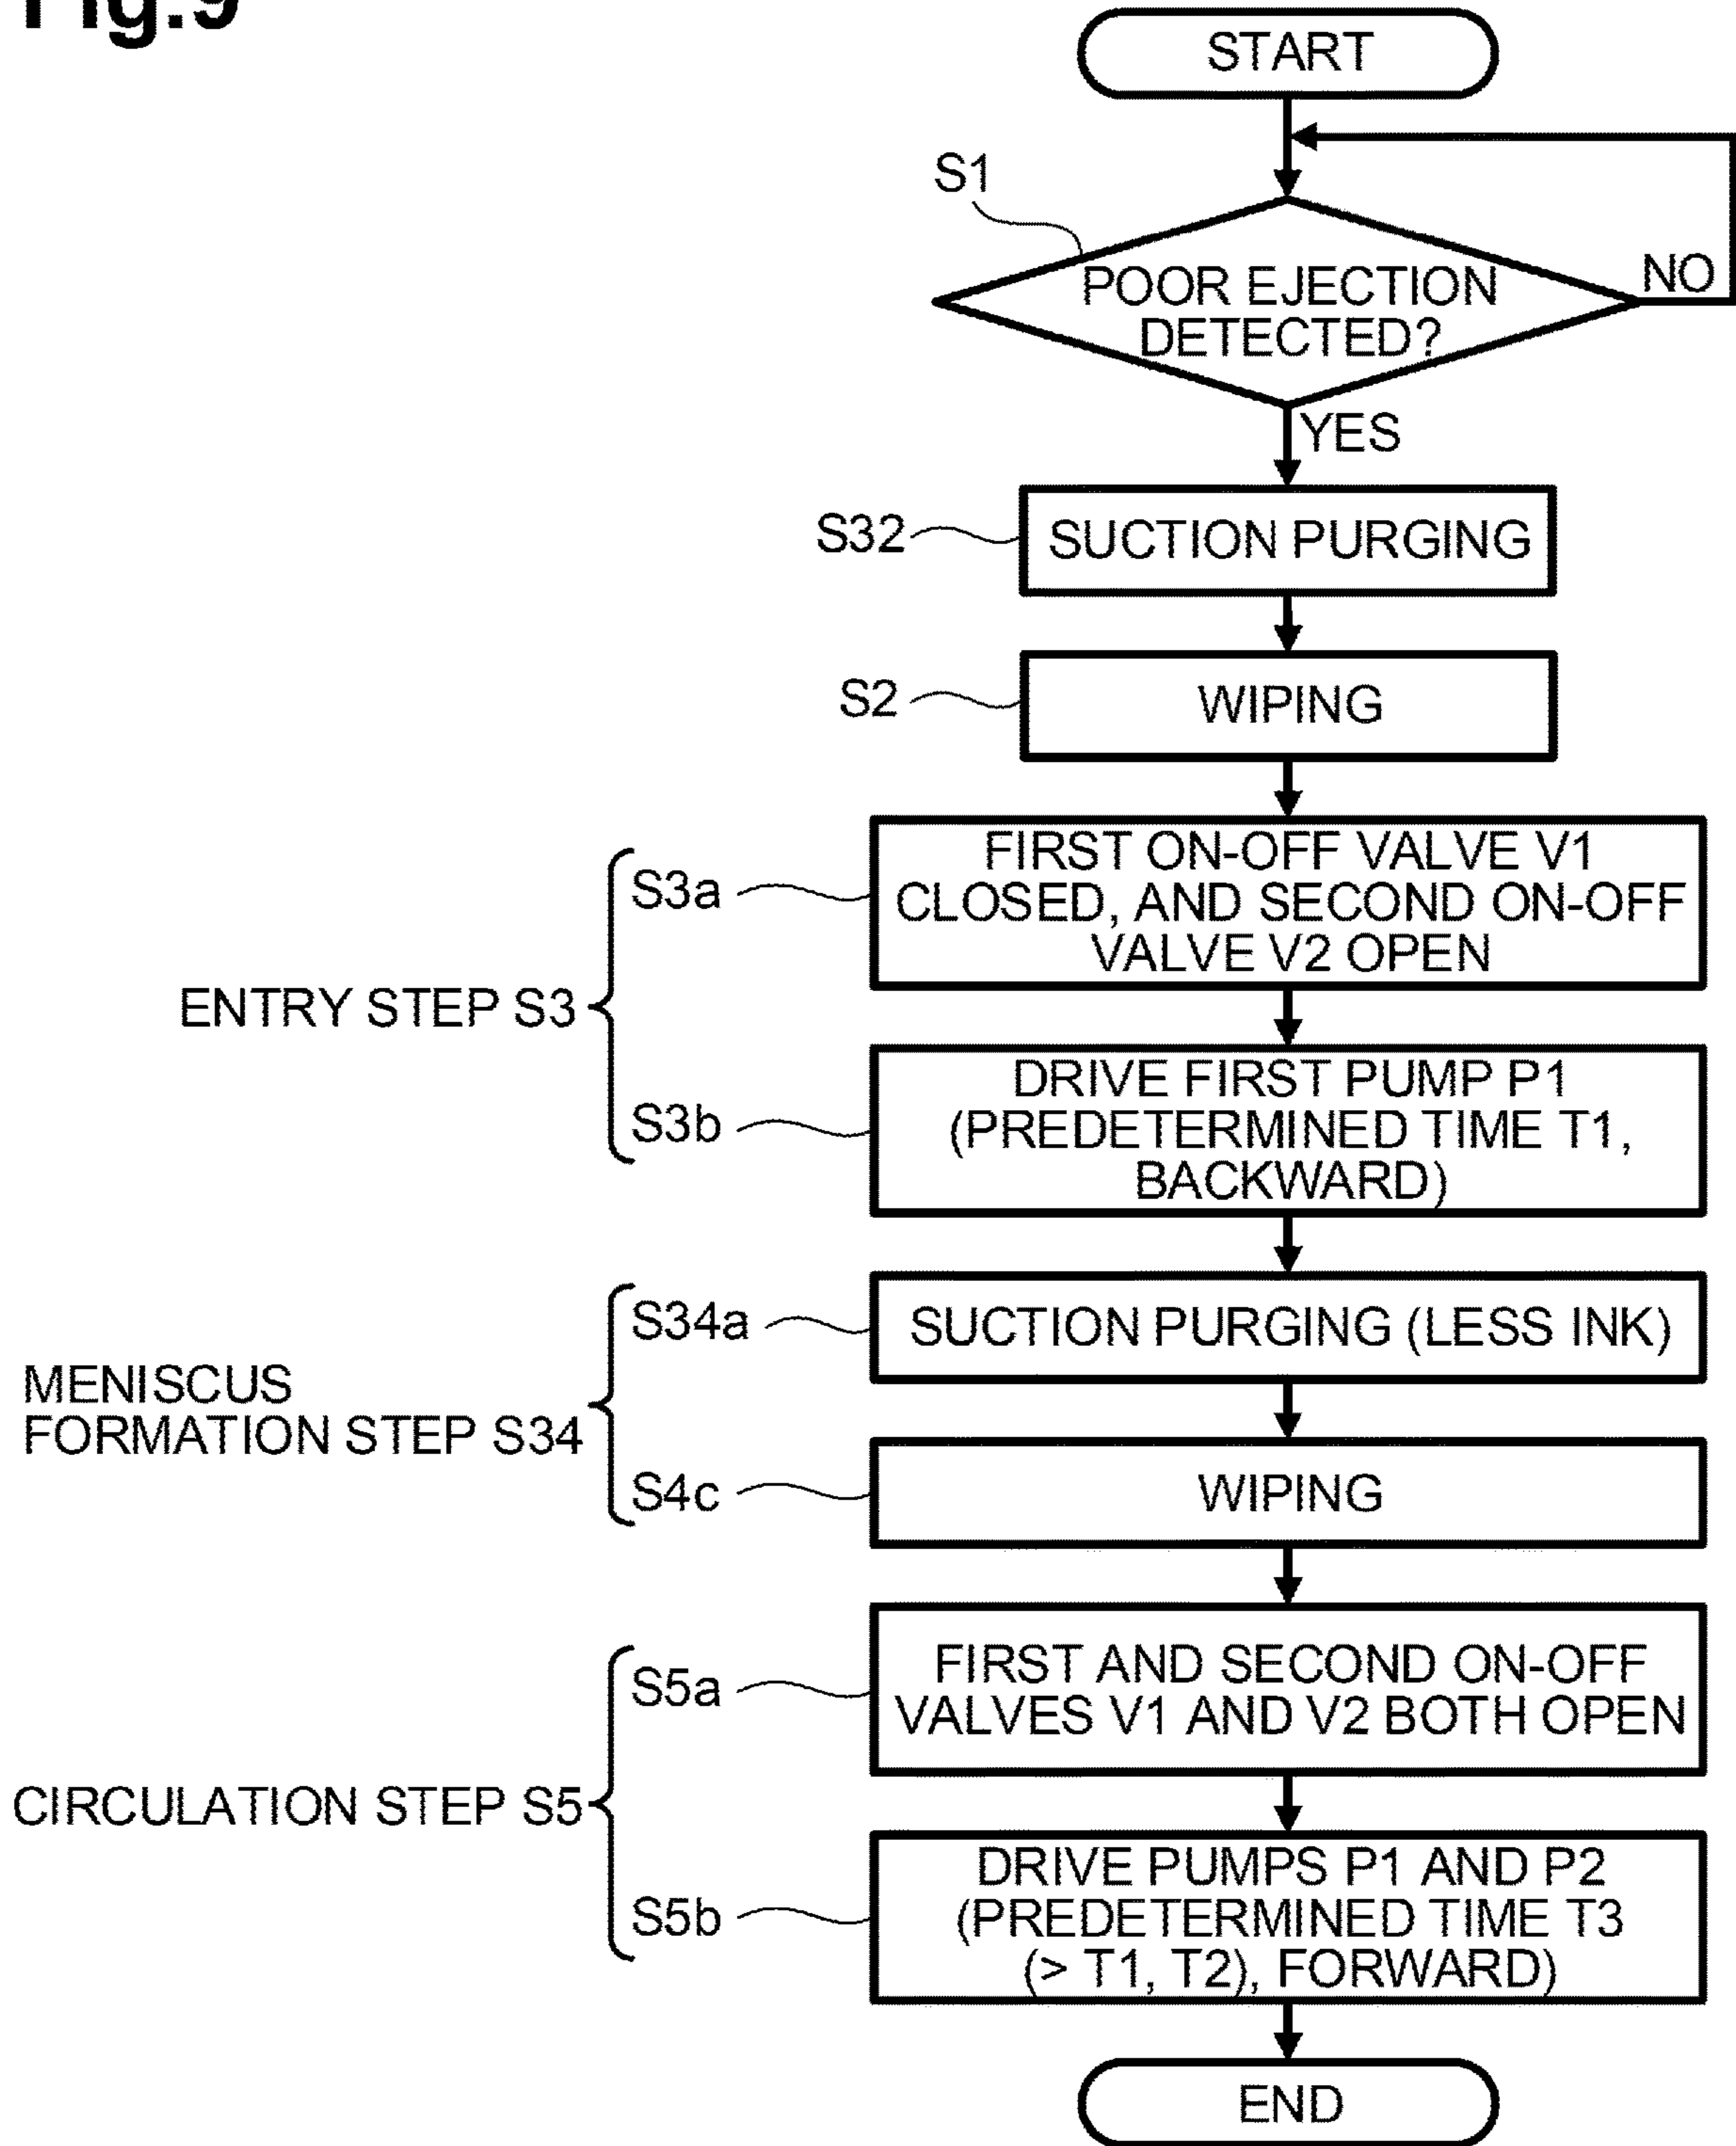 Fig.9
START
S1
POOR EJECTION
DETECTED?
NO
YES
S32
SUCTION PURGING
S2
WIPING
ENTRY STEP S3
S3a
FIRST ON-OFF VALVE V1
CLOSED, AND SECOND ON-OFF
VALVE V2 OPEN
S3b
DRIVE FIRST PUMP P1
(PREDETERMINED TIME T1,
BACKWARD)
MENISCUS
FORMATION STEP S34
S34a
SUCTION PURGING (LESS INK)
S4c
WIPING
CIRCULATION STEP S5
S5a
FIRST AND SECOND ON-OFF
VALVES V1 AND V2 BOTH OPEN
S5b
DRIVE PUMPS P1 AND P2
(PREDETERMINED TIME T3
(> T1, T2), FORWARD)
END